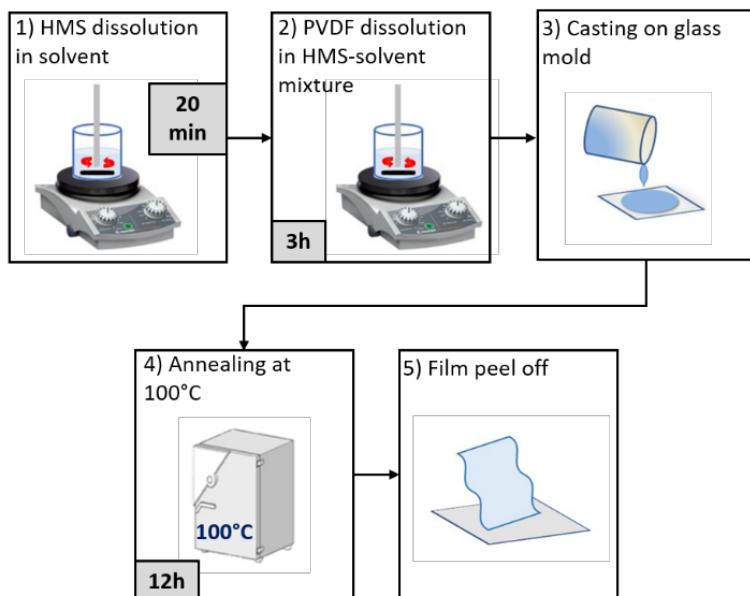 1) HMS dissolution
in solvent
20
min
2) PVDF dissolution
in HMS-solvent
mixture
3h
3) Casting on glass
mold
4) Annealing at
100°C
100°C
12h
5) Film peel off